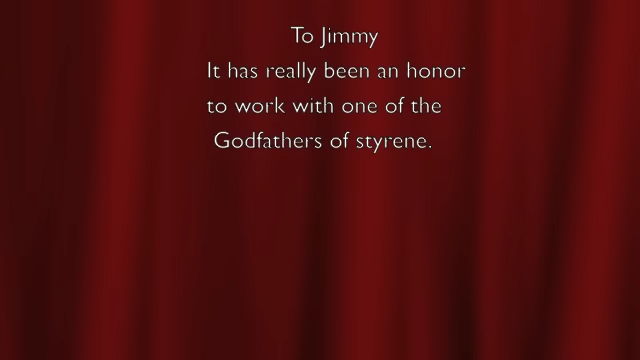 To Jimmy
It has really been an honor
to work with one of the
Godfathers of styrene.